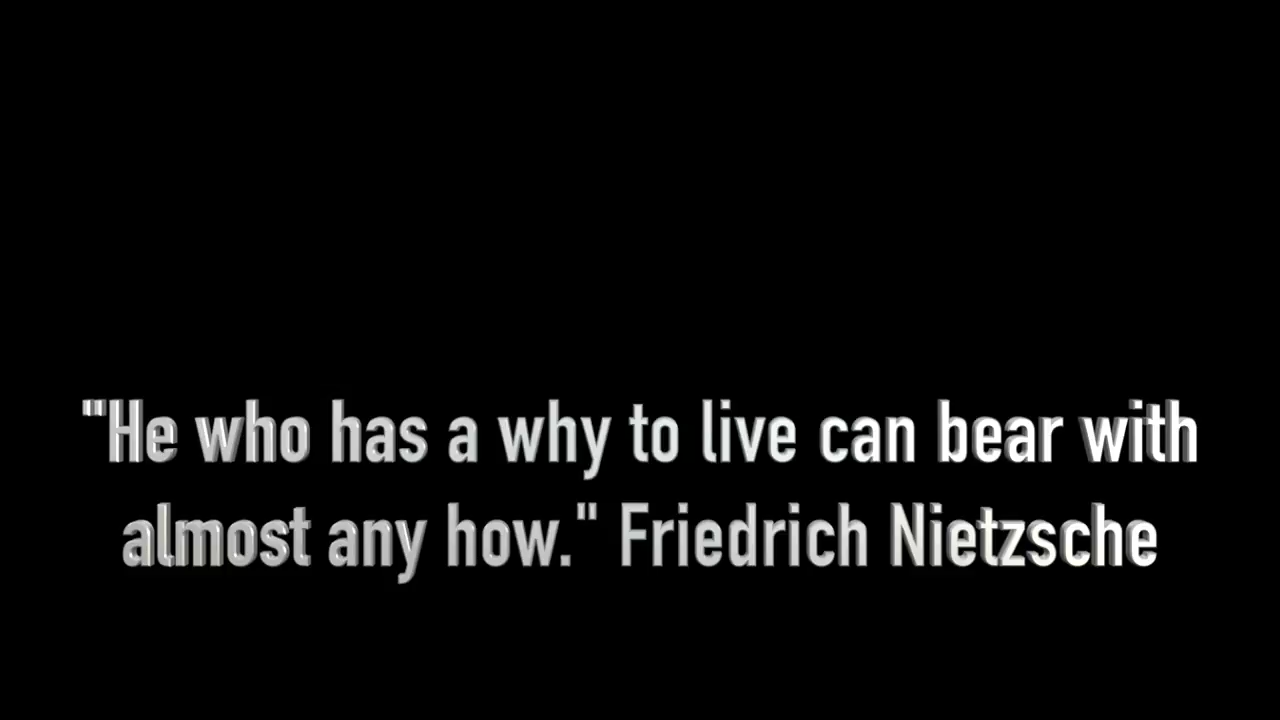 "He who has a why to live can bear with
almost any how." Friedrich Nietzsche